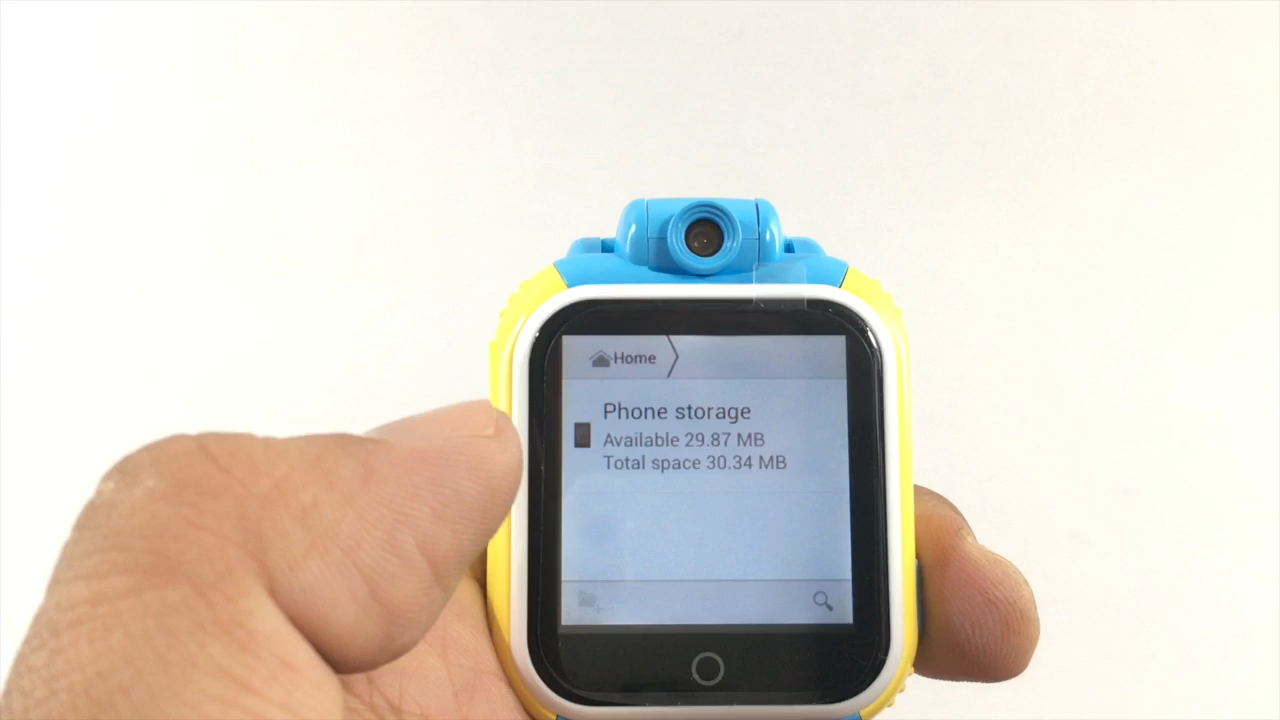 Home
Phone storage
Available 29.87 MB
Total space 30.34 MB